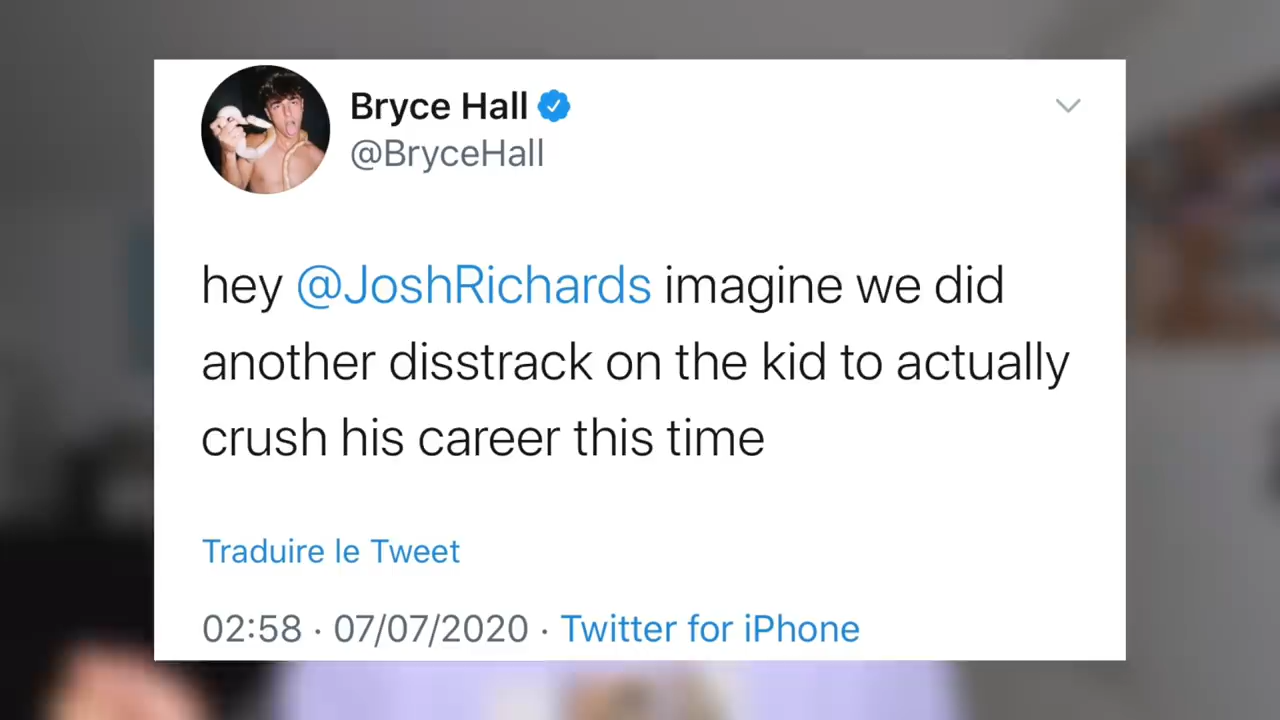 Bryce Hall
@BryceHall
hey @JoshRichards imagine we did
another disstrack on the kid to actually
crush his career this time
Traduire le Tweet
02:58 · 07/07/2020 · Twitter for iPhone